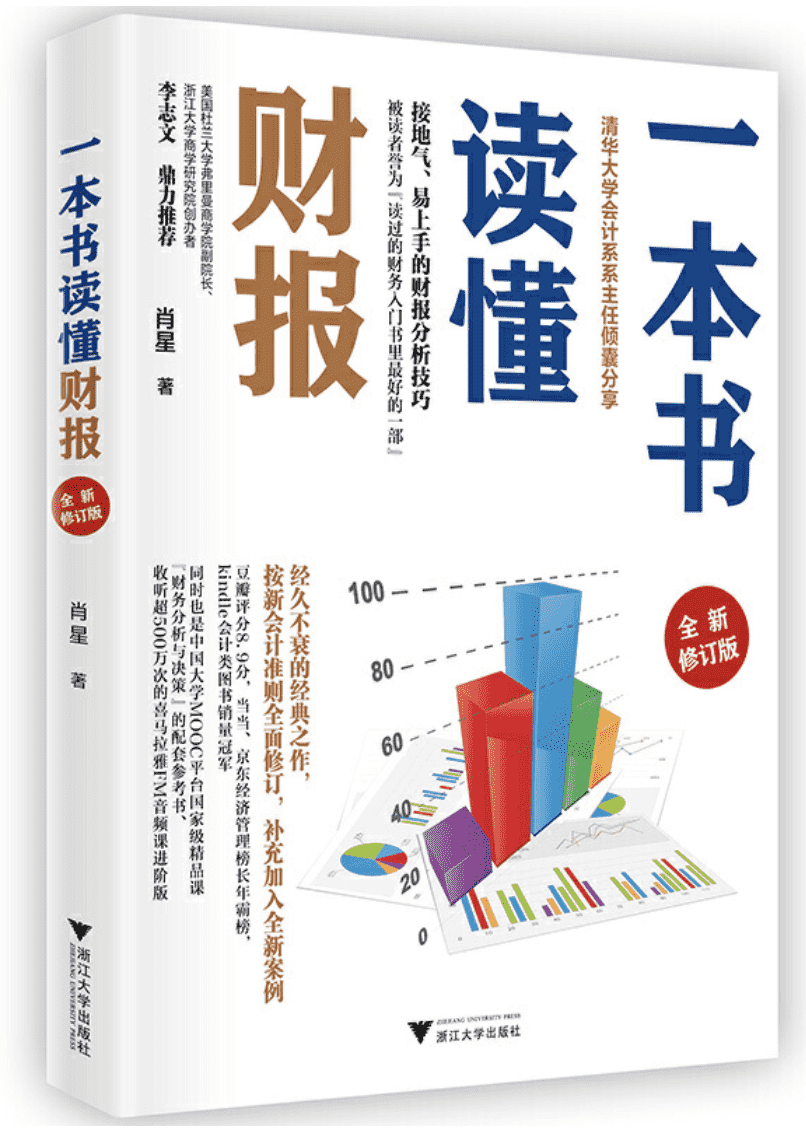 一本书
读懂
财报
清华大学会计系系主任倾囊分享
接地气、易上手的财报分析技巧
被读者誉为『读过的财务入门书里最好的一部』
美国杜兰大学弗里曼商学院副院长、
浙江大学商学研究院创办者
李志文 鼎力推荐
肖星 著
全新
修订版
经久不衰的经典之作，
按新会计准则全面修订，补充加入全新案例
豆瓣评分8.9分，当当、京东经济管理榜长年霸榜，
kindle会计类图书销量冠军
同时也是中国大学MOOC平台国家级精品课
『财务分析与决策』的配套参考书、
收听超500万次的喜马拉雅FM音频课进阶版
100
80
60
40
20
0
ZHEJIANG UNIVERSITY PRESS
浙江大学出版社
一本书读懂财报
全新
修订版
肖星 著
浙江大学出版社
ZHEJIANG UNIVERSITY PRESS